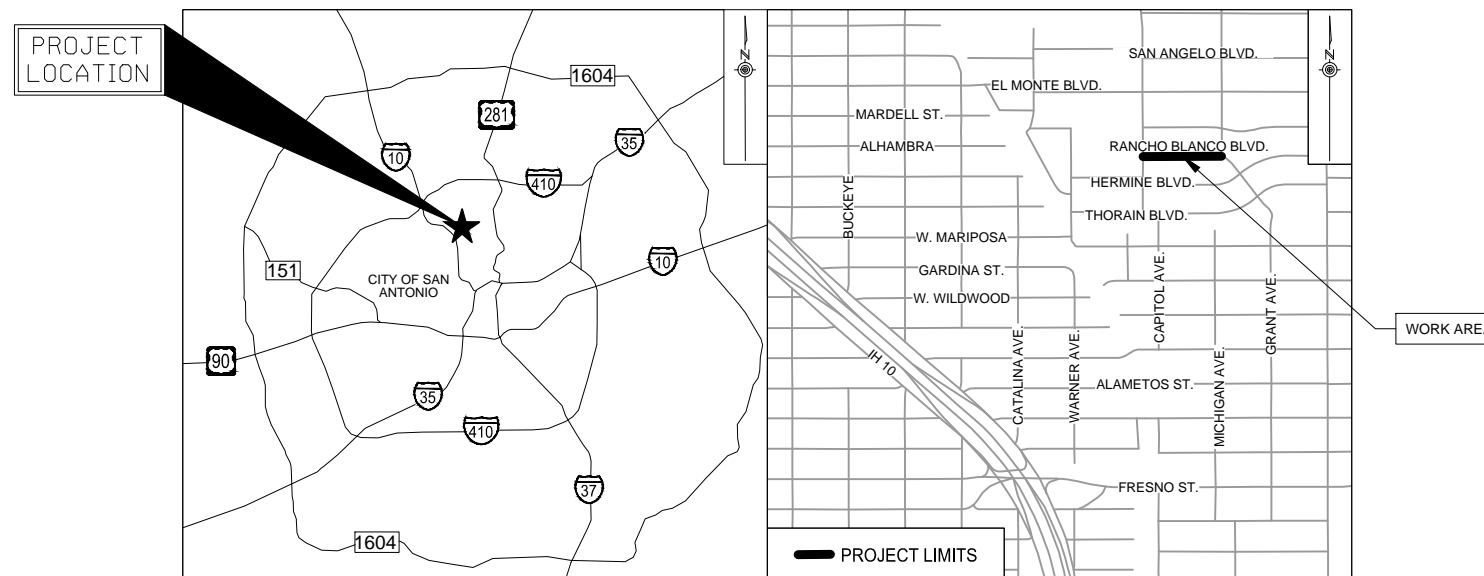 PROJECT
LOCATION
1604
281
35
10
410
151
CITY OF SAN
ANTONIO
10
90
35
410
37
1604
N
N
SAN ANGELO BLVD.
EL MONTE BLVD.
MARDELL ST.
ALHAMBRA
RANCHO BLANCO BLVD.
HERMINE BLVD.
BUCKEYE
THORAIN BLVD.
W. MARIPOSA
GARDINA ST.
W. WILDWOOD
CAPITOL AVE.
GRANT AVE.
WORK ARE
IH 10
CATALINA AVE.
WARNER AVE.
ALAMETOS ST.
MICHIGAN AVE.
FRESNO ST.
PROJECT LIMITS